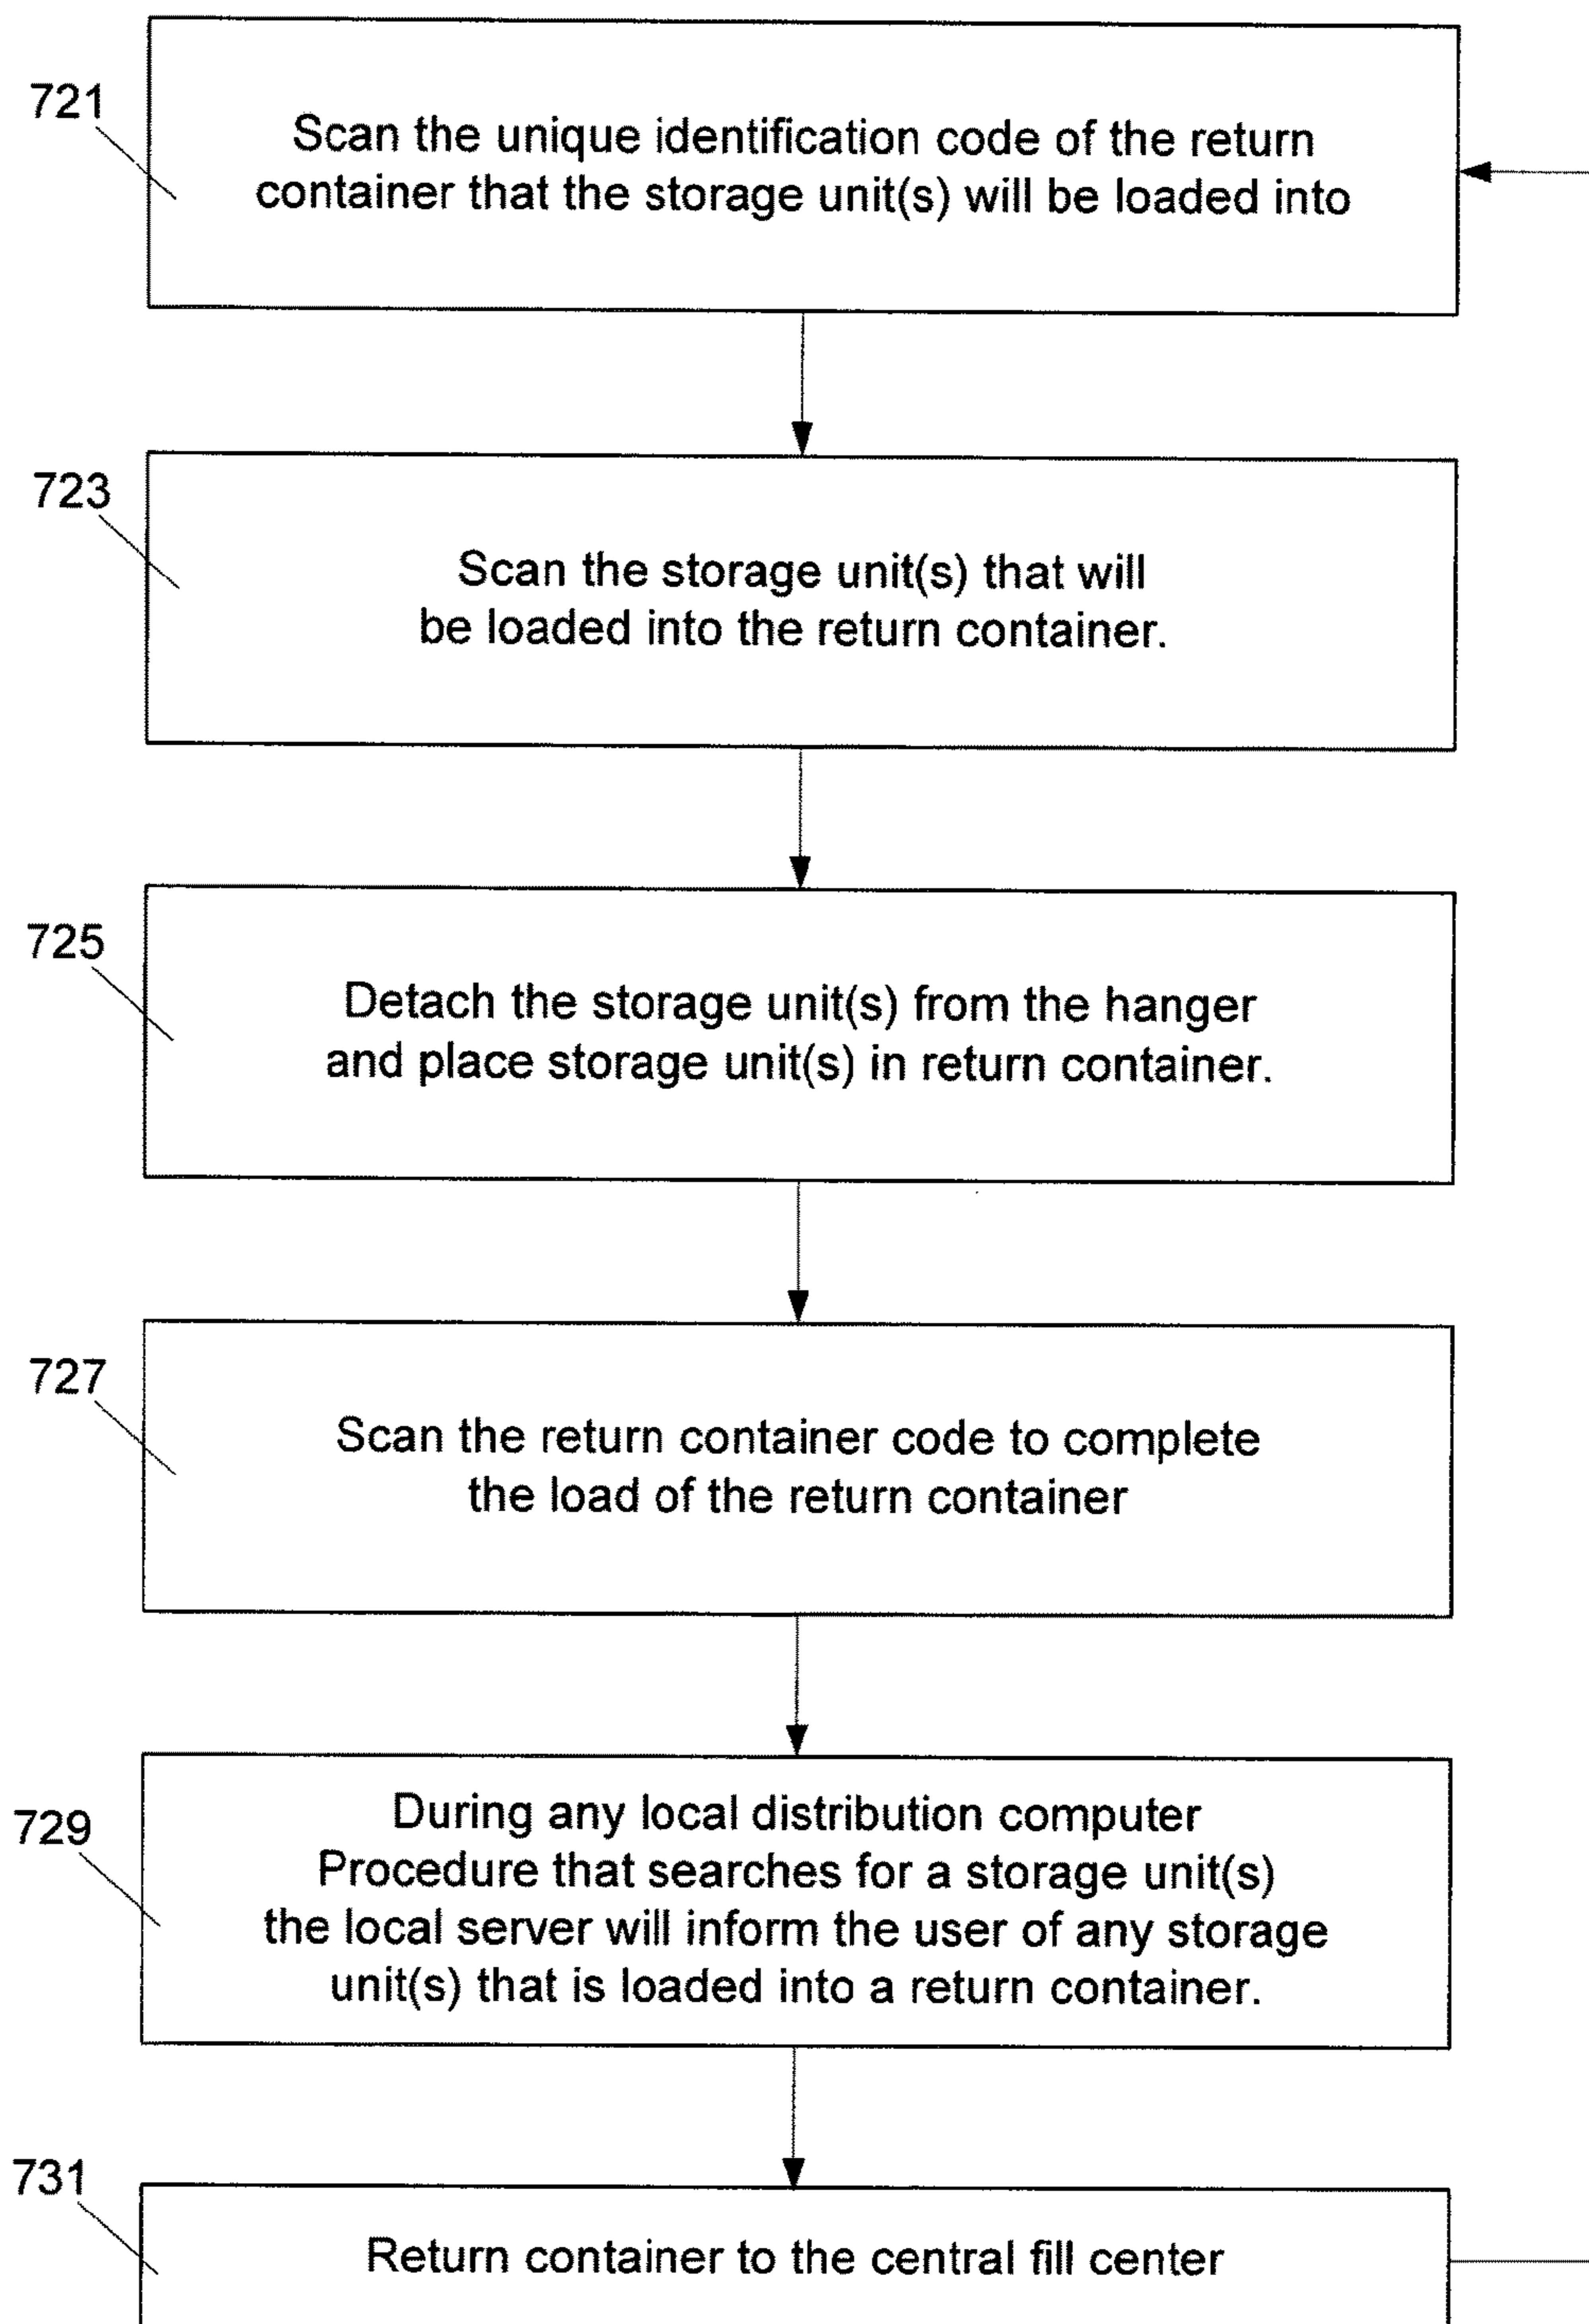 721
Scan the unique identification code of the return
container that the storage unit(s) will be loaded into
723
Scan the storage unit(s) that will
be loaded into the return container.
725
Detach the storage unit(s) from the hanger
and place storage unit(s) in return container.
727
Scan the return container code to complete
the load of the return container
729
During any local distribution computer
Procedure that searches for a storage unit(s)
the local server will inform the user of any storage
unit(s) that is loaded into a return container.
731
Return container to the central fill center